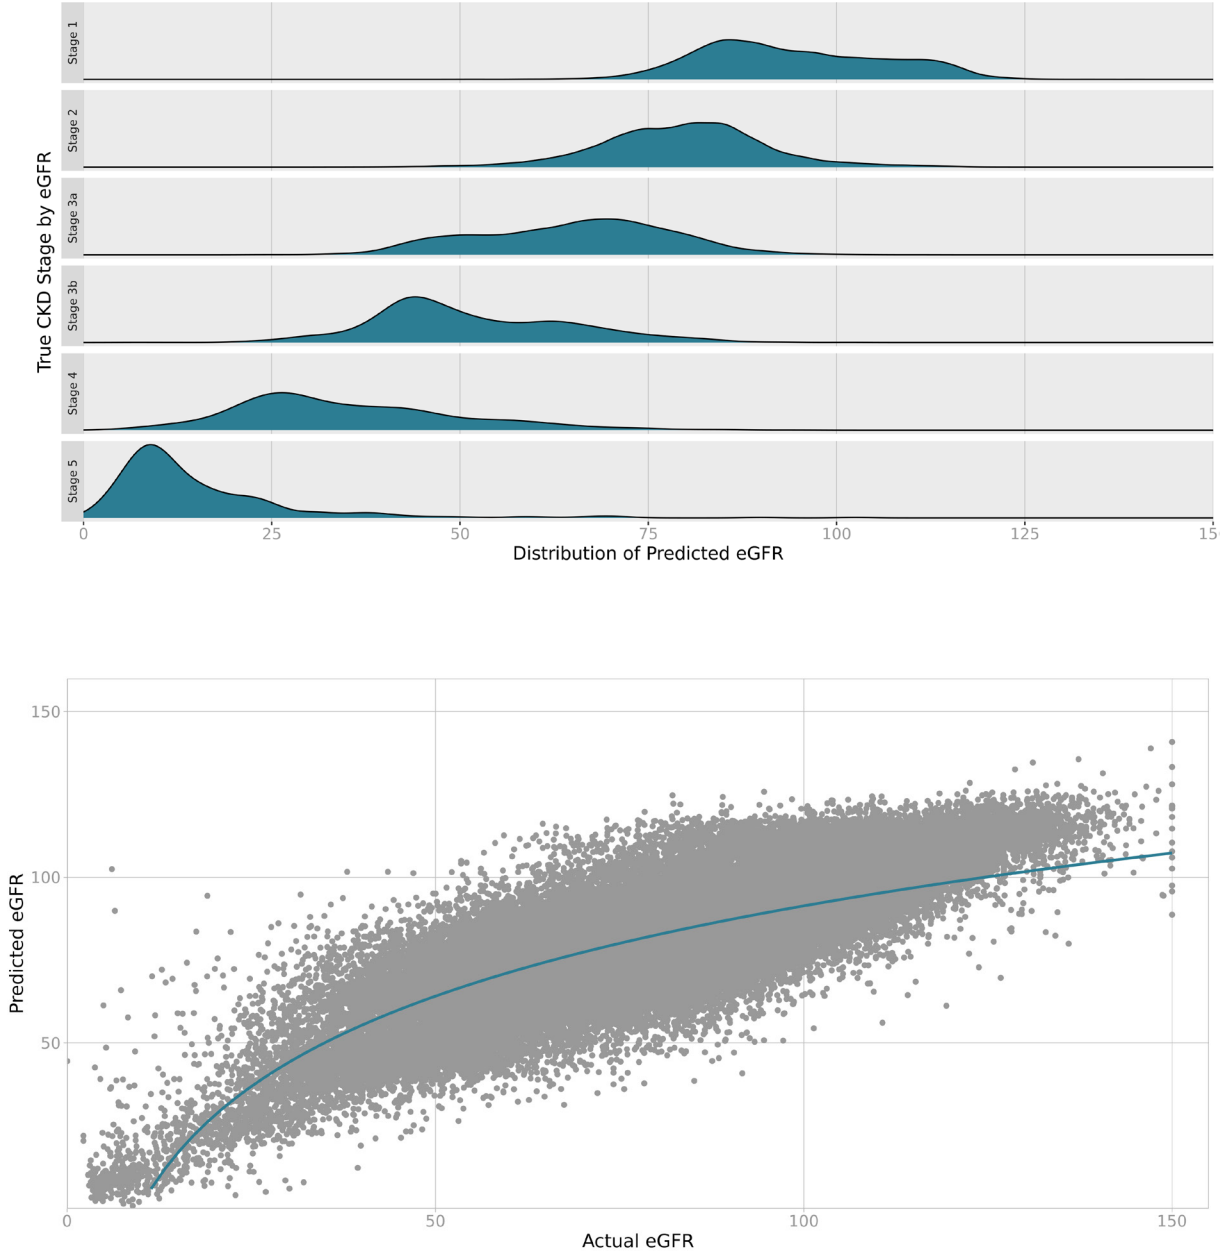 Stage 1
Stage 2
Stage 3a
Stage 3b
Stage 4
Stage 5
True CKD Stage by eGFR
0 25 50 75 100 125 15
Distribution of Predicted eGFR
150
100
50
Predicted eGFR
0 50 100 150
Actual eGFR